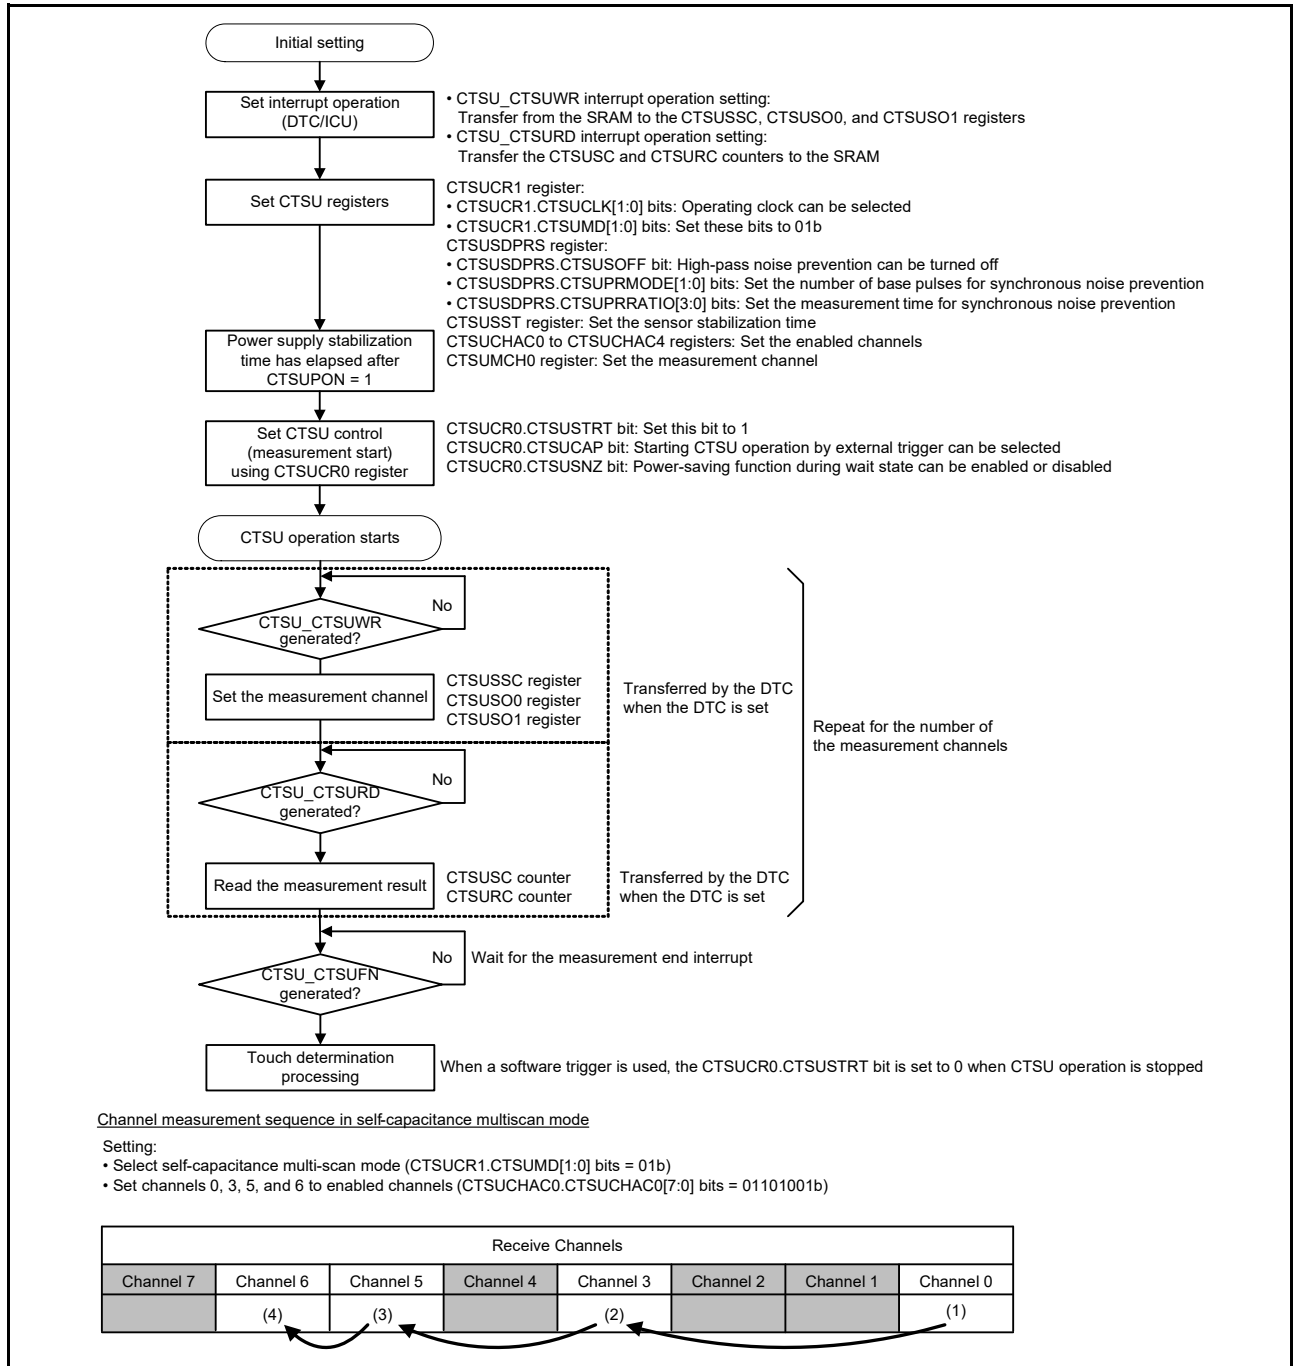 Initial setting
Set interrupt operation
(DTC/ICU)
• CTSU_CTSUWR interrupt operation setting:
Transfer from the SRAM to the CTSUSSC, CTSUSO0, and CTSUSO1 registers
• CTSU_CTSURD interrupt operation setting:
Transfer the CTSUSC and CTSURC counters to the SRAM
Set CTSU registers
CTSUCR1 register:
• CTSUCR1.CTSUCLK[1:0] bits: Operating clock can be selected
• CTSUCR1.CTSUMD[1:0] bits: Set these bits to 01b
CTSUSDPRS register:
• CTSUSDPRS.CTSUSOFF bit: High-pass noise prevention can be turned off
• CTSUSDPRS.CTSUPRMODE[1:0] bits: Set the number of base pulses for synchronous noise prevention
• CTSUSDPRS.CTSUPRRATIO[3:0] bits: Set the measurement time for synchronous noise prevention
CTSUSST register: Set the sensor stabilization time
CTSUCHAC0 to CTSUCHAC4 registers: Set the enabled channels
CTSUMCH0 register: Set the measurement channel
Power supply stabilization
time has elapsed after
CTSUPON = 1
Set CTSU control
(measurement start)
using CTSUCR0 register
CTSUCR0.CTSUSTRT bit: Set this bit to 1
CTSUCR0.CTSUCAP bit: Starting CTSU operation by external trigger can be selected
CTSUCR0.CTSUSNZ bit: Power-saving function during wait state can be enabled or disabled
CTSU operation starts
No
CTSU_CTSUWR
generated?
Set the measurement channel
CTSUSSC register
CTSUSO0 register
CTSUSO1 register
Transferred by the DTC
when the DTC is set
Repeat for the number of
the measurement channels
No
CTSU_CTSURD
generated?
Read the measurement result
CTSUSC counter
CTSURC counter
Transferred by the DTC
when the DTC is set
No
Wait for the measurement end interrupt
CTSU_CTSUFN
generated?
Touch determination
processing
When a software trigger is used, the CTSUCR0.CTSUSTRT bit is set to 0 when CTSU operation is stopped
Channel measurement sequence in self-capacitance multiscan mode
Setting:
• Select self-capacitance multi-scan mode (CTSUCR1.CTSUMD[1:0] bits = 01b)
• Set channels 0, 3, 5, and 6 to enabled channels (CTSUCHAC0.CTSUCHAC0[7:0] bits = 01101001b)
Receive Channels
Channel 7 Channel 6 Channel 5 Channel 4 Channel 3 Channel 2 Channel 1 Channel 0
(4) (3) (2) (1)